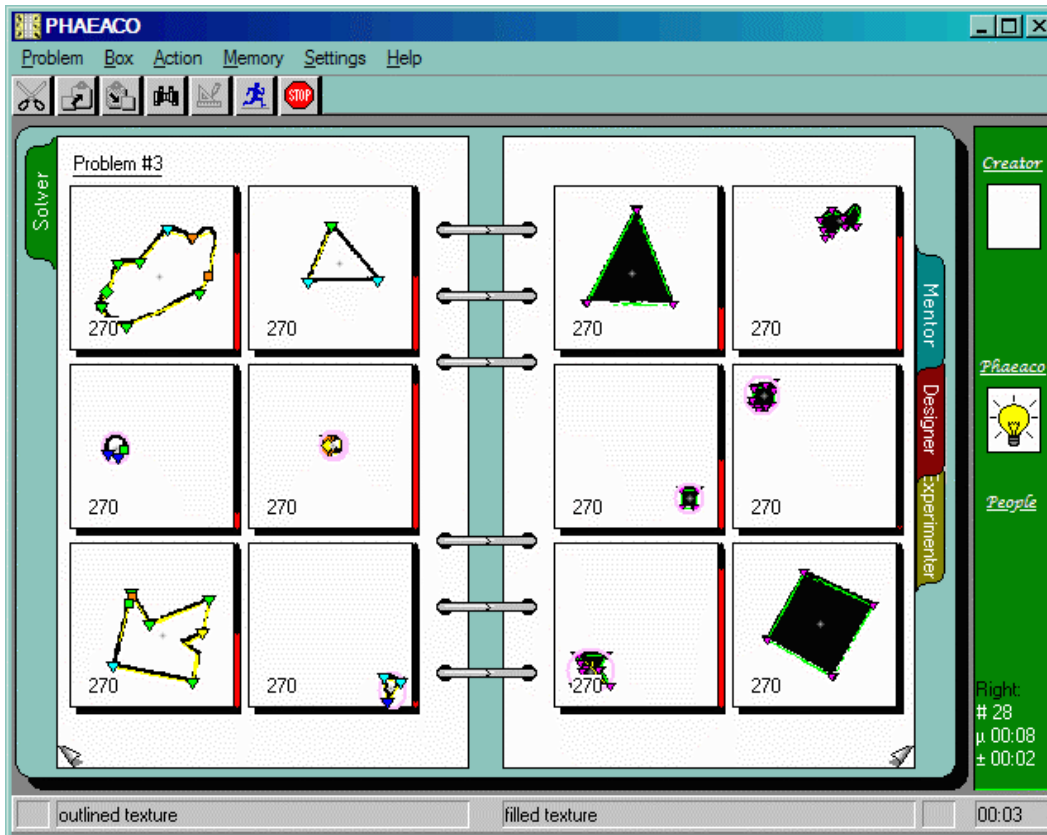 PHAEACO
Problem Box Action Memory Settings Help
STOP
Solver
Problem #3
270 270 270 270
270 270 270 270
270 270 270 270
Mentor
Designer
Experimenter
Creator
Phaeaco
People
Right:
# 28
µ 00:08
± 00:02
outlined texture filled texture 00:03